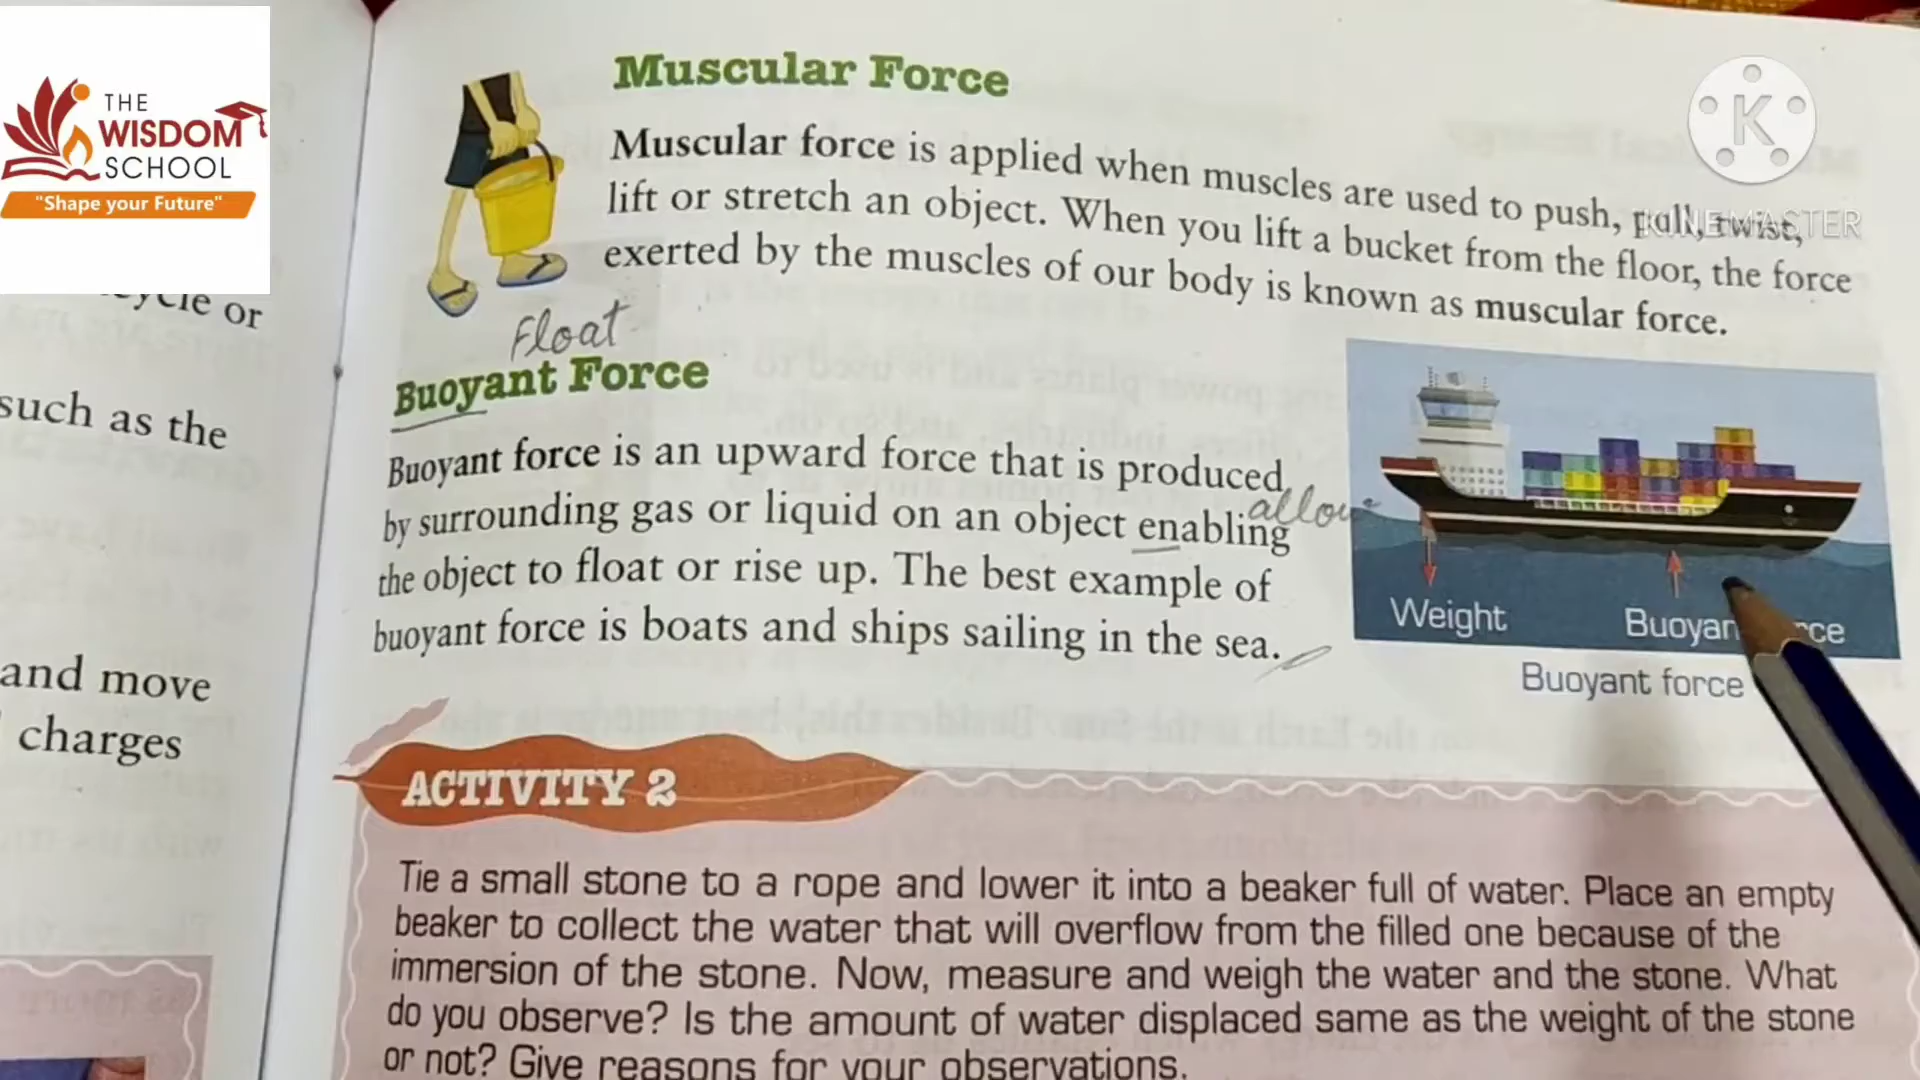 THE
WISDOM
SCHOOL
"Shape your Future"
K
KINEMASTER
cycle or
such as the
and move
charges
Muscular Force
Muscular force is applied when muscles are used to push, pull, twist,
lift or stretch an object. When you lift a bucket from the floor, the force
exerted by the muscles of our body is known as muscular force.
Float
Buoyant Force
Buoyant force is an upward force that is produced
by surrounding gas or liquid on an object enabling
allow
the object to float or rise up. The best example of
buoyant force is boats and ships sailing in the sea.
Weight
Buoyan rce
Buoyant force
ACTIVITY 2
Tie a small stone to a rope and lower it into a beaker full of water. Place an empty
beaker to collect the water that will overflow from the filled one because of the
immersion of the stone. Now, measure and weigh the water and the stone. What
do you observe? Is the amount of water displaced same as the weight of the stone
or not? Give reasons for your observations.